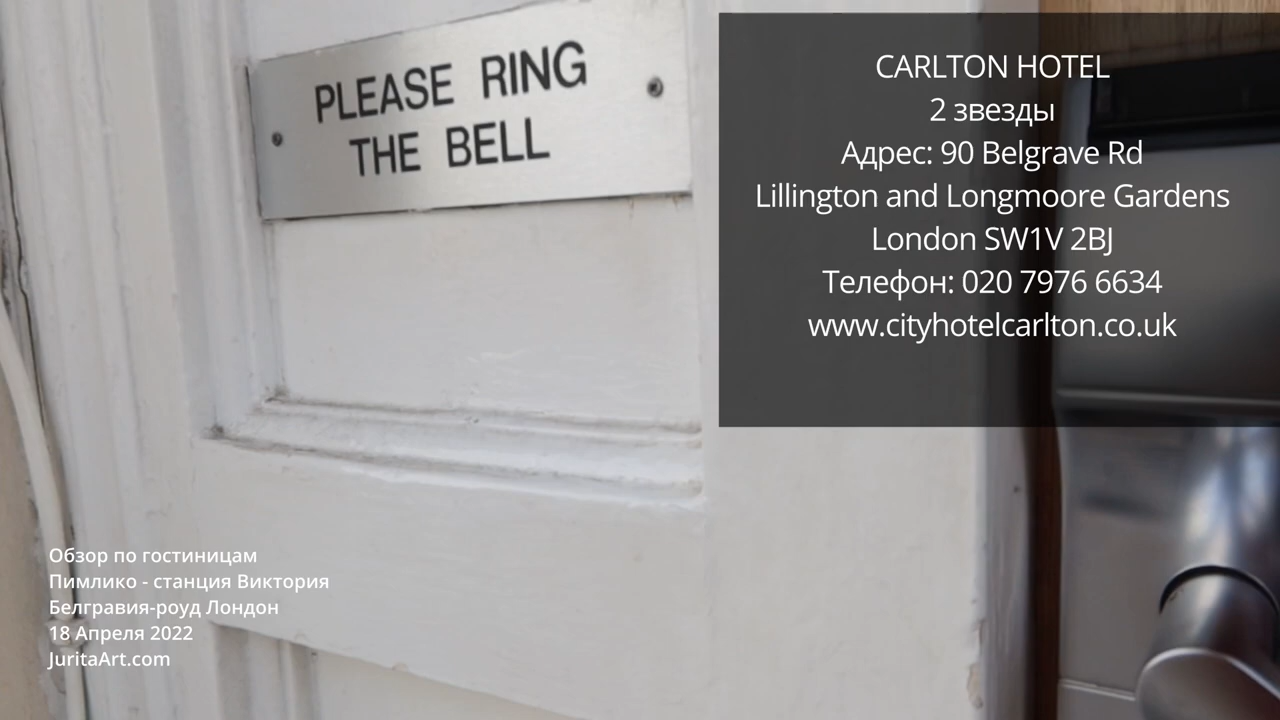 PLEASE RING
THE BELL
CARLTON HOTEL
2 звезды
Адрес: 90 Belgrave Rd
Lillington and Longmoore Gardens
London SW1V 2BJ
Телефон: 020 7976 6634
www.cityhotelcarlton.co.uk
Обзор по гостиницам
Пимлико - станция Виктория
Белгравия-роуд Лондон
18 Апреля 2022
JuritaArt.com